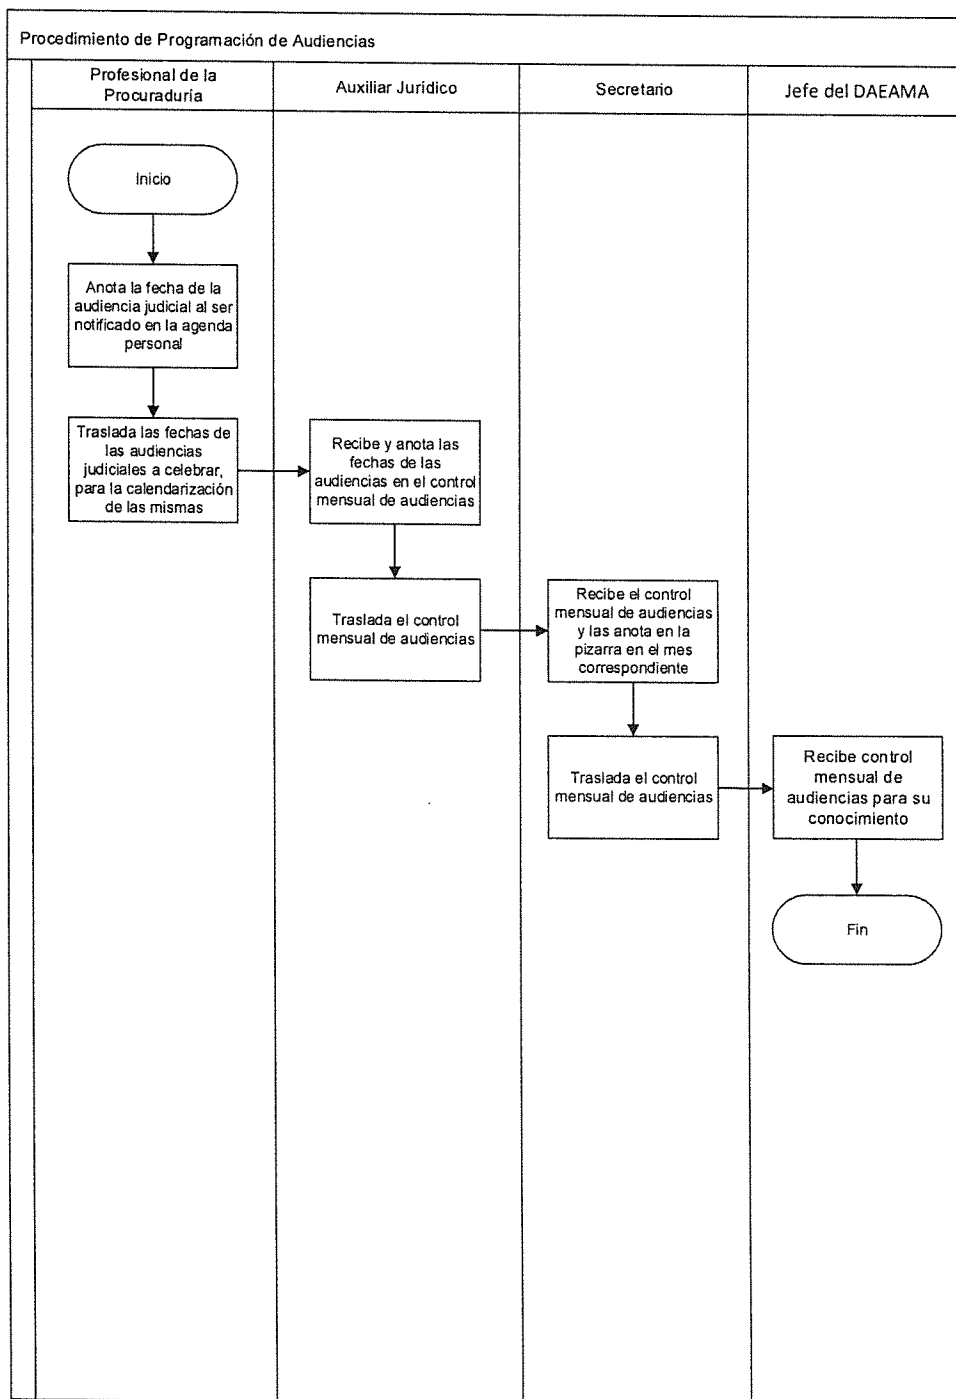 Procedimiento de Programación de Audiencias
Profesional de la
Procuraduría
Auxiliar Jurídico
Secretario
Jefe del DAEAMA
Inicio
Anota la fecha de la
audiencia judicial al ser
notificado en la agenda
personal
Traslada las fechas de
las audiencias
judiciales a celebrar,
para la calendarización
de las mismas
Recibe y anota las
fechas de las
audiencias en el control
mensual de audiencias
Traslada el control
mensual de audiencias
Recibe el control
mensual de audiencias
y las anota en la
pizarra en el mes
correspondiente
Traslada el control
mensual de audiencias
Recibe control
mensual de
audiencias para su
conocimiento
Fin